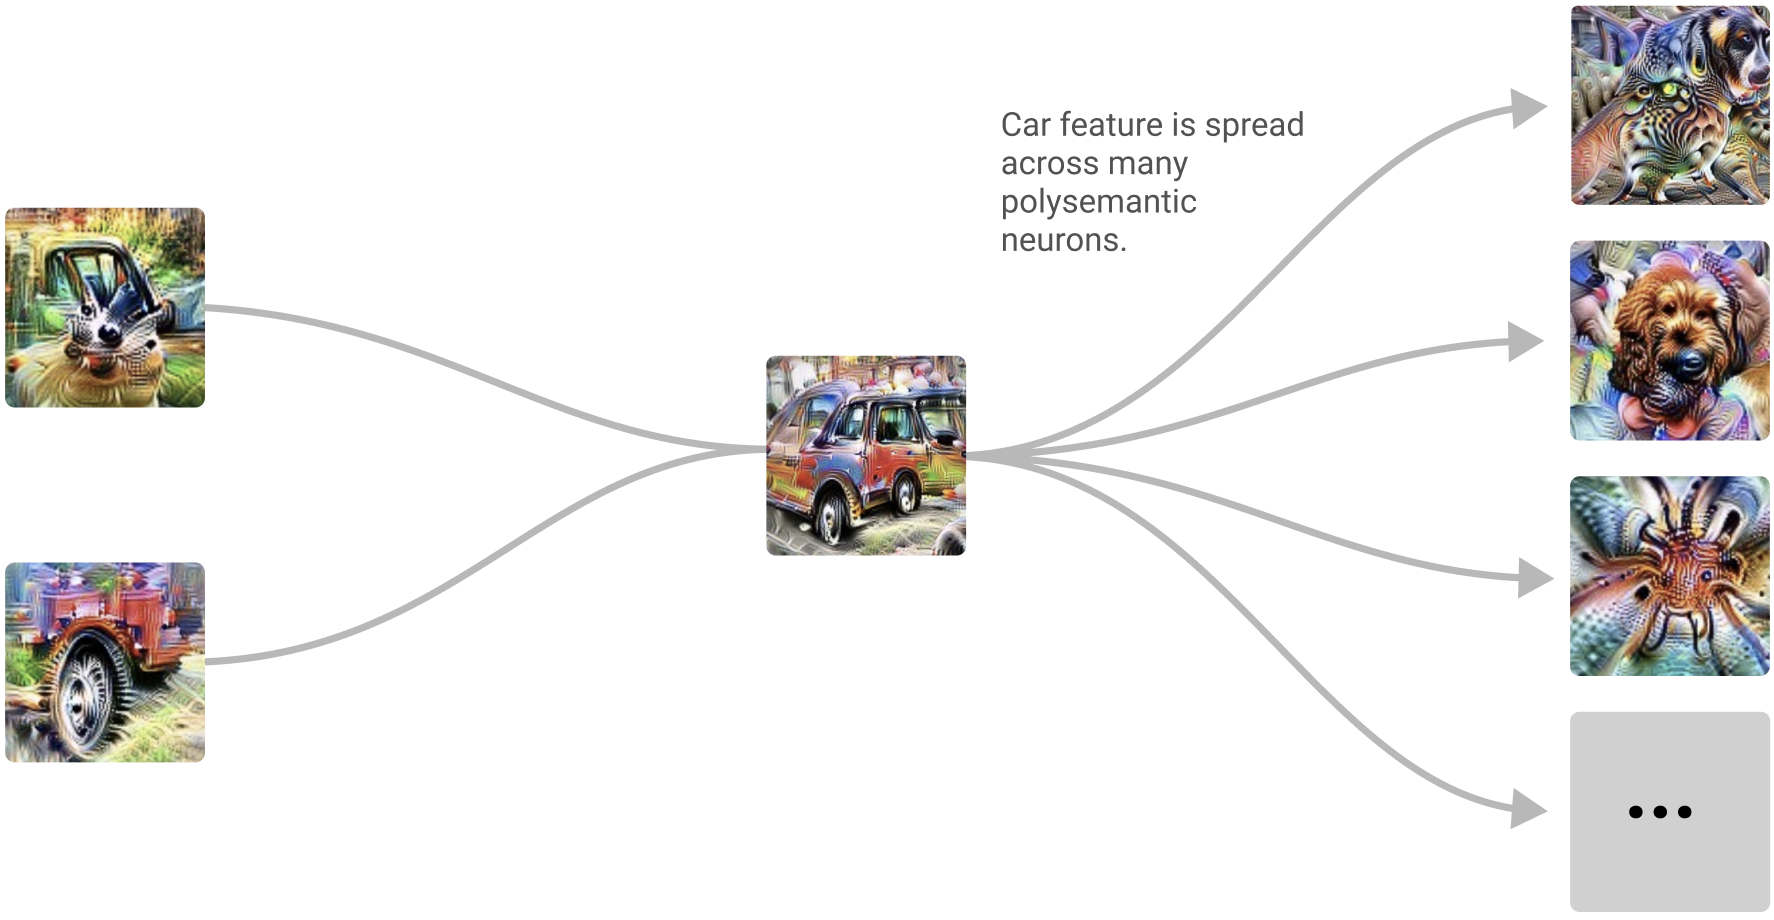 Car feature is spread
across many
polysemantic
neurons.
...